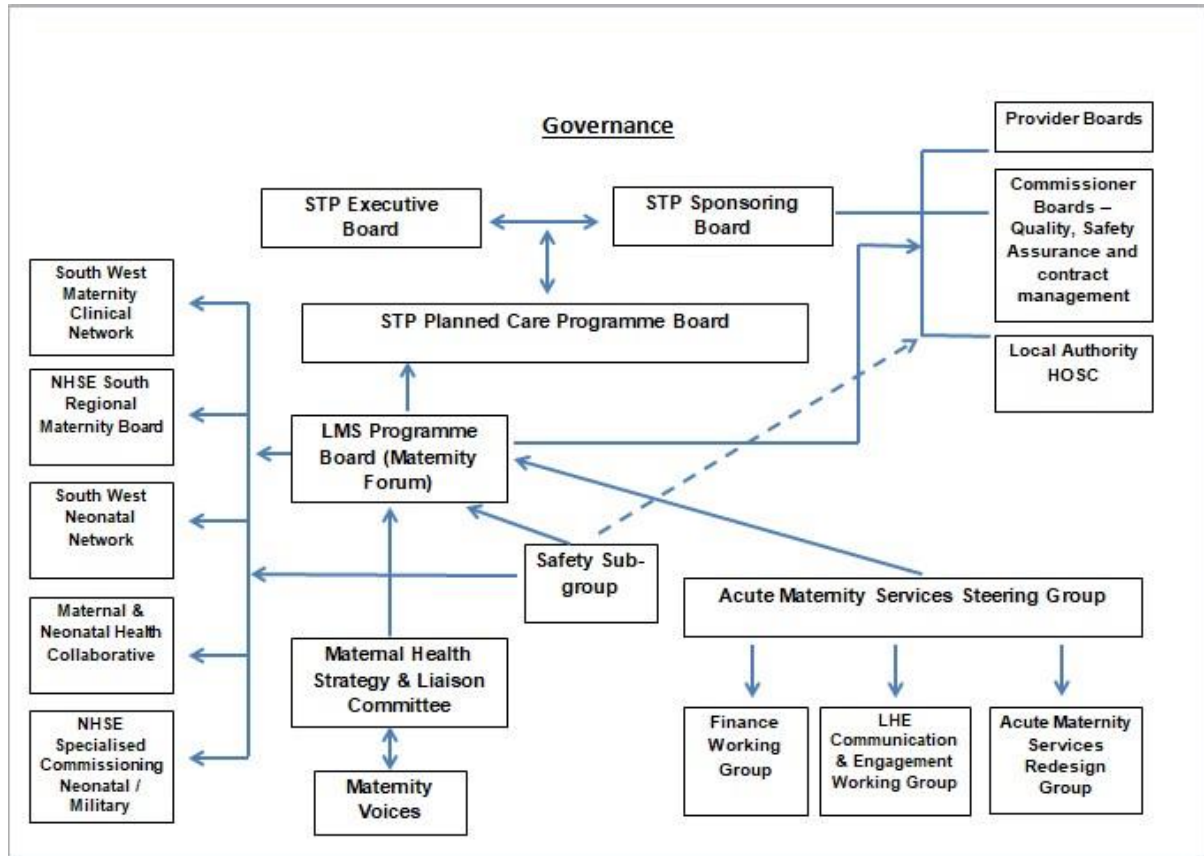 Governance
Provider Boards
STP Executive
Board
STP Sponsoring
Board
Commissioner
Boards –
Quality, Safety
Assurance and
contract
management
South West
Maternity
Clinical
Network
STP Planned Care Programme Board
Local Authority
HOSC
NHSE South
Regional
Maternity Board
LMS Programme
Board (Maternity
Forum)
South West
Neonatal
Network
Safety Sub-
group
Acute Maternity Services Steering Group
Maternal &
Neonatal Health
Collaborative
Maternal Health
Strategy & Liaison
Committee
NHSE
Specialised
Commissioning
Neonatal /
Military
Maternity
Voices
Finance
Working
Group
LHE
Communication
& Engagement
Working Group
Acute Maternity
Services
Redesign
Group